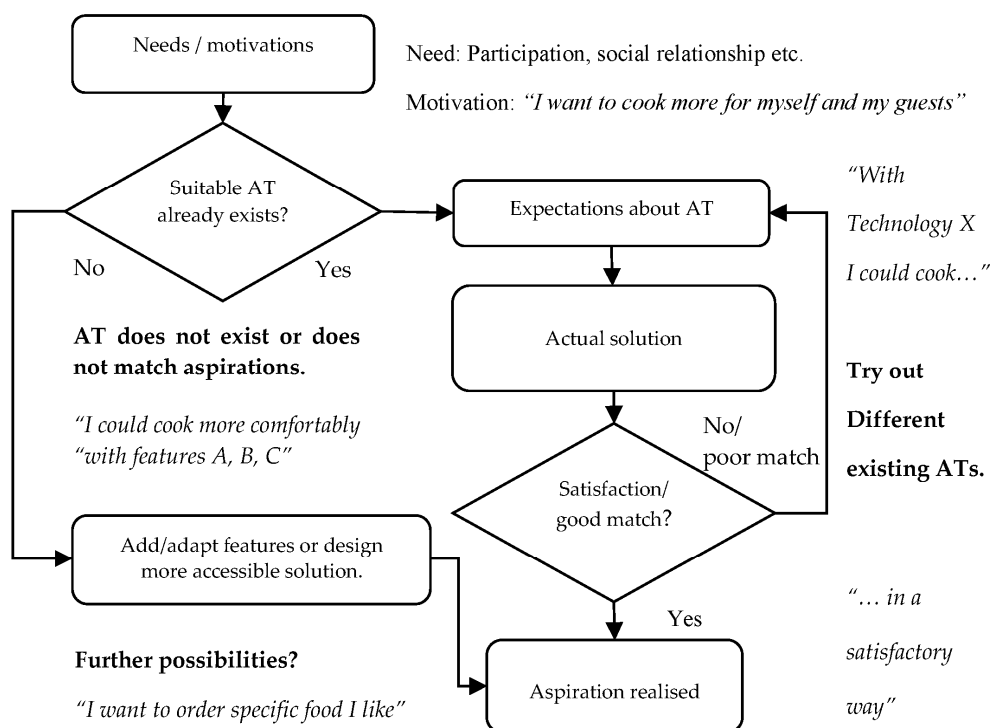 Needs / motivations
Need: Participation, social relationship etc.
Motivation: “I want to cook more for myself and my guests”
Suitable AT
already exists?
No
Yes
Expectations about AT
“With
Technology X
I could cook…”
Actual solution
AT does not exist or does
not match aspirations.
“I could cook more comfortably
“with features A, B, C”
Try out
Different
existing ATs.
No/
poor match
Satisfaction/
good match?
Add/adapt features or design
more accessible solution.
Yes
“… in a
satisfactory
way”
Further possibilities?
“I want to order specific food I like”
Aspiration realised